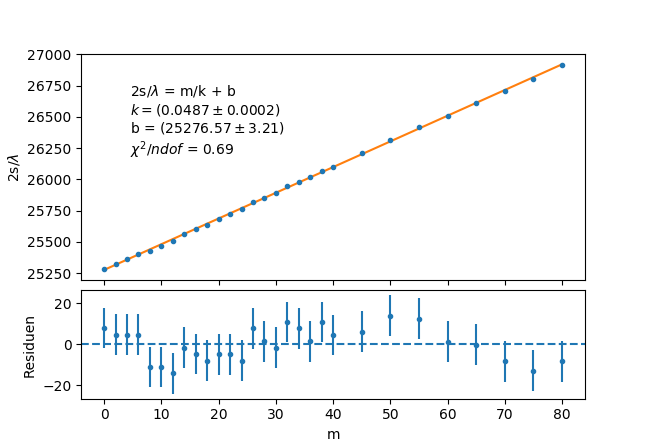 27000
26750
26500
26250
26000
25750
25500
25250
2s/λ
2s/λ = m/k + b
k = (0.0487 ± 0.0002)
b = (25276.57 ± 3.21)
χ²/ndof = 0.69
20
0
−20
Residuen
0 10 20 30 40 50 60 70 80
m